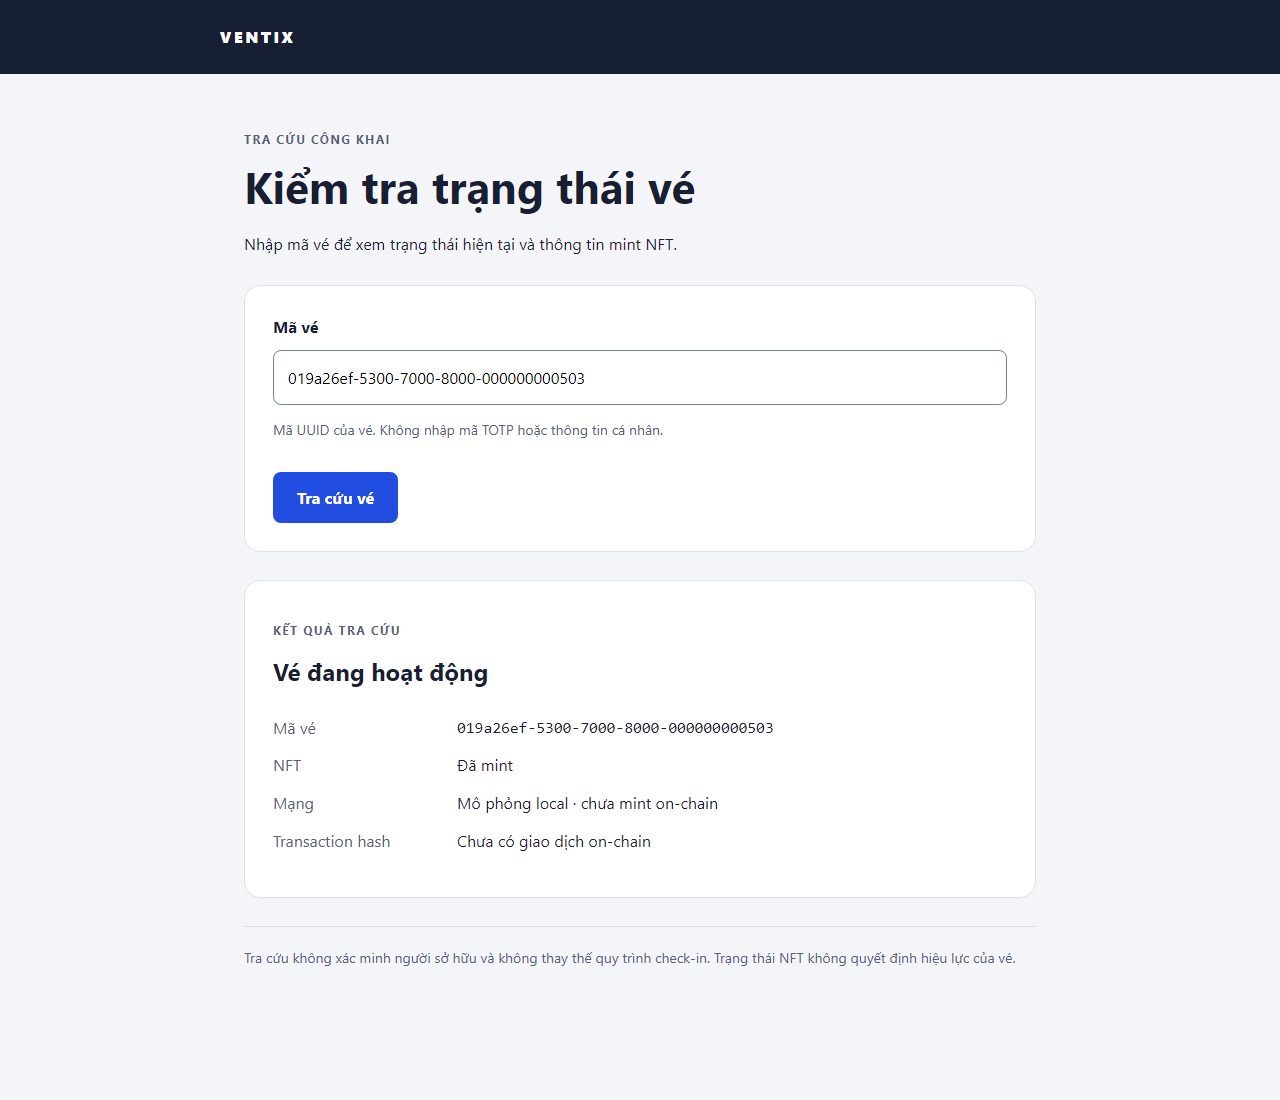 VENTIX
TRA CỨU CÔNG KHAI
Kiểm tra trạng thái vé
Nhập mã vé để xem trạng thái hiện tại và thông tin mint NFT.
Mã vé
019a26ef-5300-7000-8000-000000000503
Mã UUID của vé. Không nhập mã TOTP hoặc thông tin cá nhân.
Tra cứu vé
KẾT QUẢ TRA CỨU
Vé đang hoạt động
Mã vé 019a26ef-5300-7000-8000-000000000503
NFT Đã mint
Mạng Mô phỏng local · chưa mint on-chain
Transaction hash Chưa có giao dịch on-chain
Tra cứu không xác minh người sở hữu và không thay thế quy trình check-in. Trạng thái NFT không quyết định hiệu lực của vé.